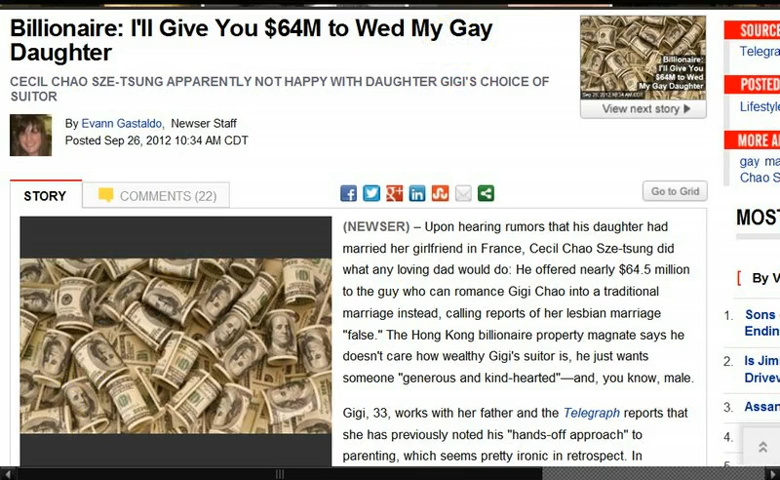 Billionaire: I'll Give You $64M to Wed My Gay
Daughter
CECIL CHAO SZE-TSUNG APPARENTLY NOT HAPPY WITH DAUGHTER GIGI'S CHOICE OF
SUITOR
By Evann Gastaldo, Newser Staff
Posted Sep 26, 2012 10:34 AM CDT
Billionaire:
I'll Give You
$64M to Wed
My Gay Daughter
View next story
STORY
COMMENTS (22)
Go to Grid
(NEWSER) – Upon hearing rumors that his daughter had
married her girlfriend in France, Cecil Chao Sze-tsung did
what any loving dad would do: He offered nearly $64.5 million
to the guy who can romance Gigi Chao into a traditional
marriage instead, calling reports of her lesbian marriage
"false." The Hong Kong billionaire property magnate says he
doesn't care how wealthy Gigi's suitor is, he just wants
someone "generous and kind-hearted"—and, you know, male.
Gigi, 33, works with her father and the Telegraph reports that
she has previously noted his "hands-off approach" to
parenting, which seems pretty ironic in retrospect. In
SOURC
Telegra
POSTED
Lifestyle
MORE A
gay ma
Chao S
MOST
[ By V
1. Sons
Endin
2. Is Jim
Drivev
3. Assan
4.